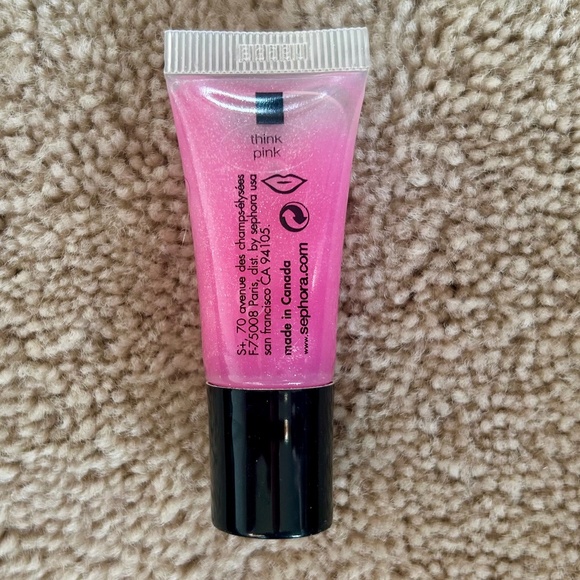 think
pink
S+, 70 avenue des champs-élysées
F-75008 Paris, dist. by sephora usa
san francisco CA 94105.
made in Canada
www.sephora.com